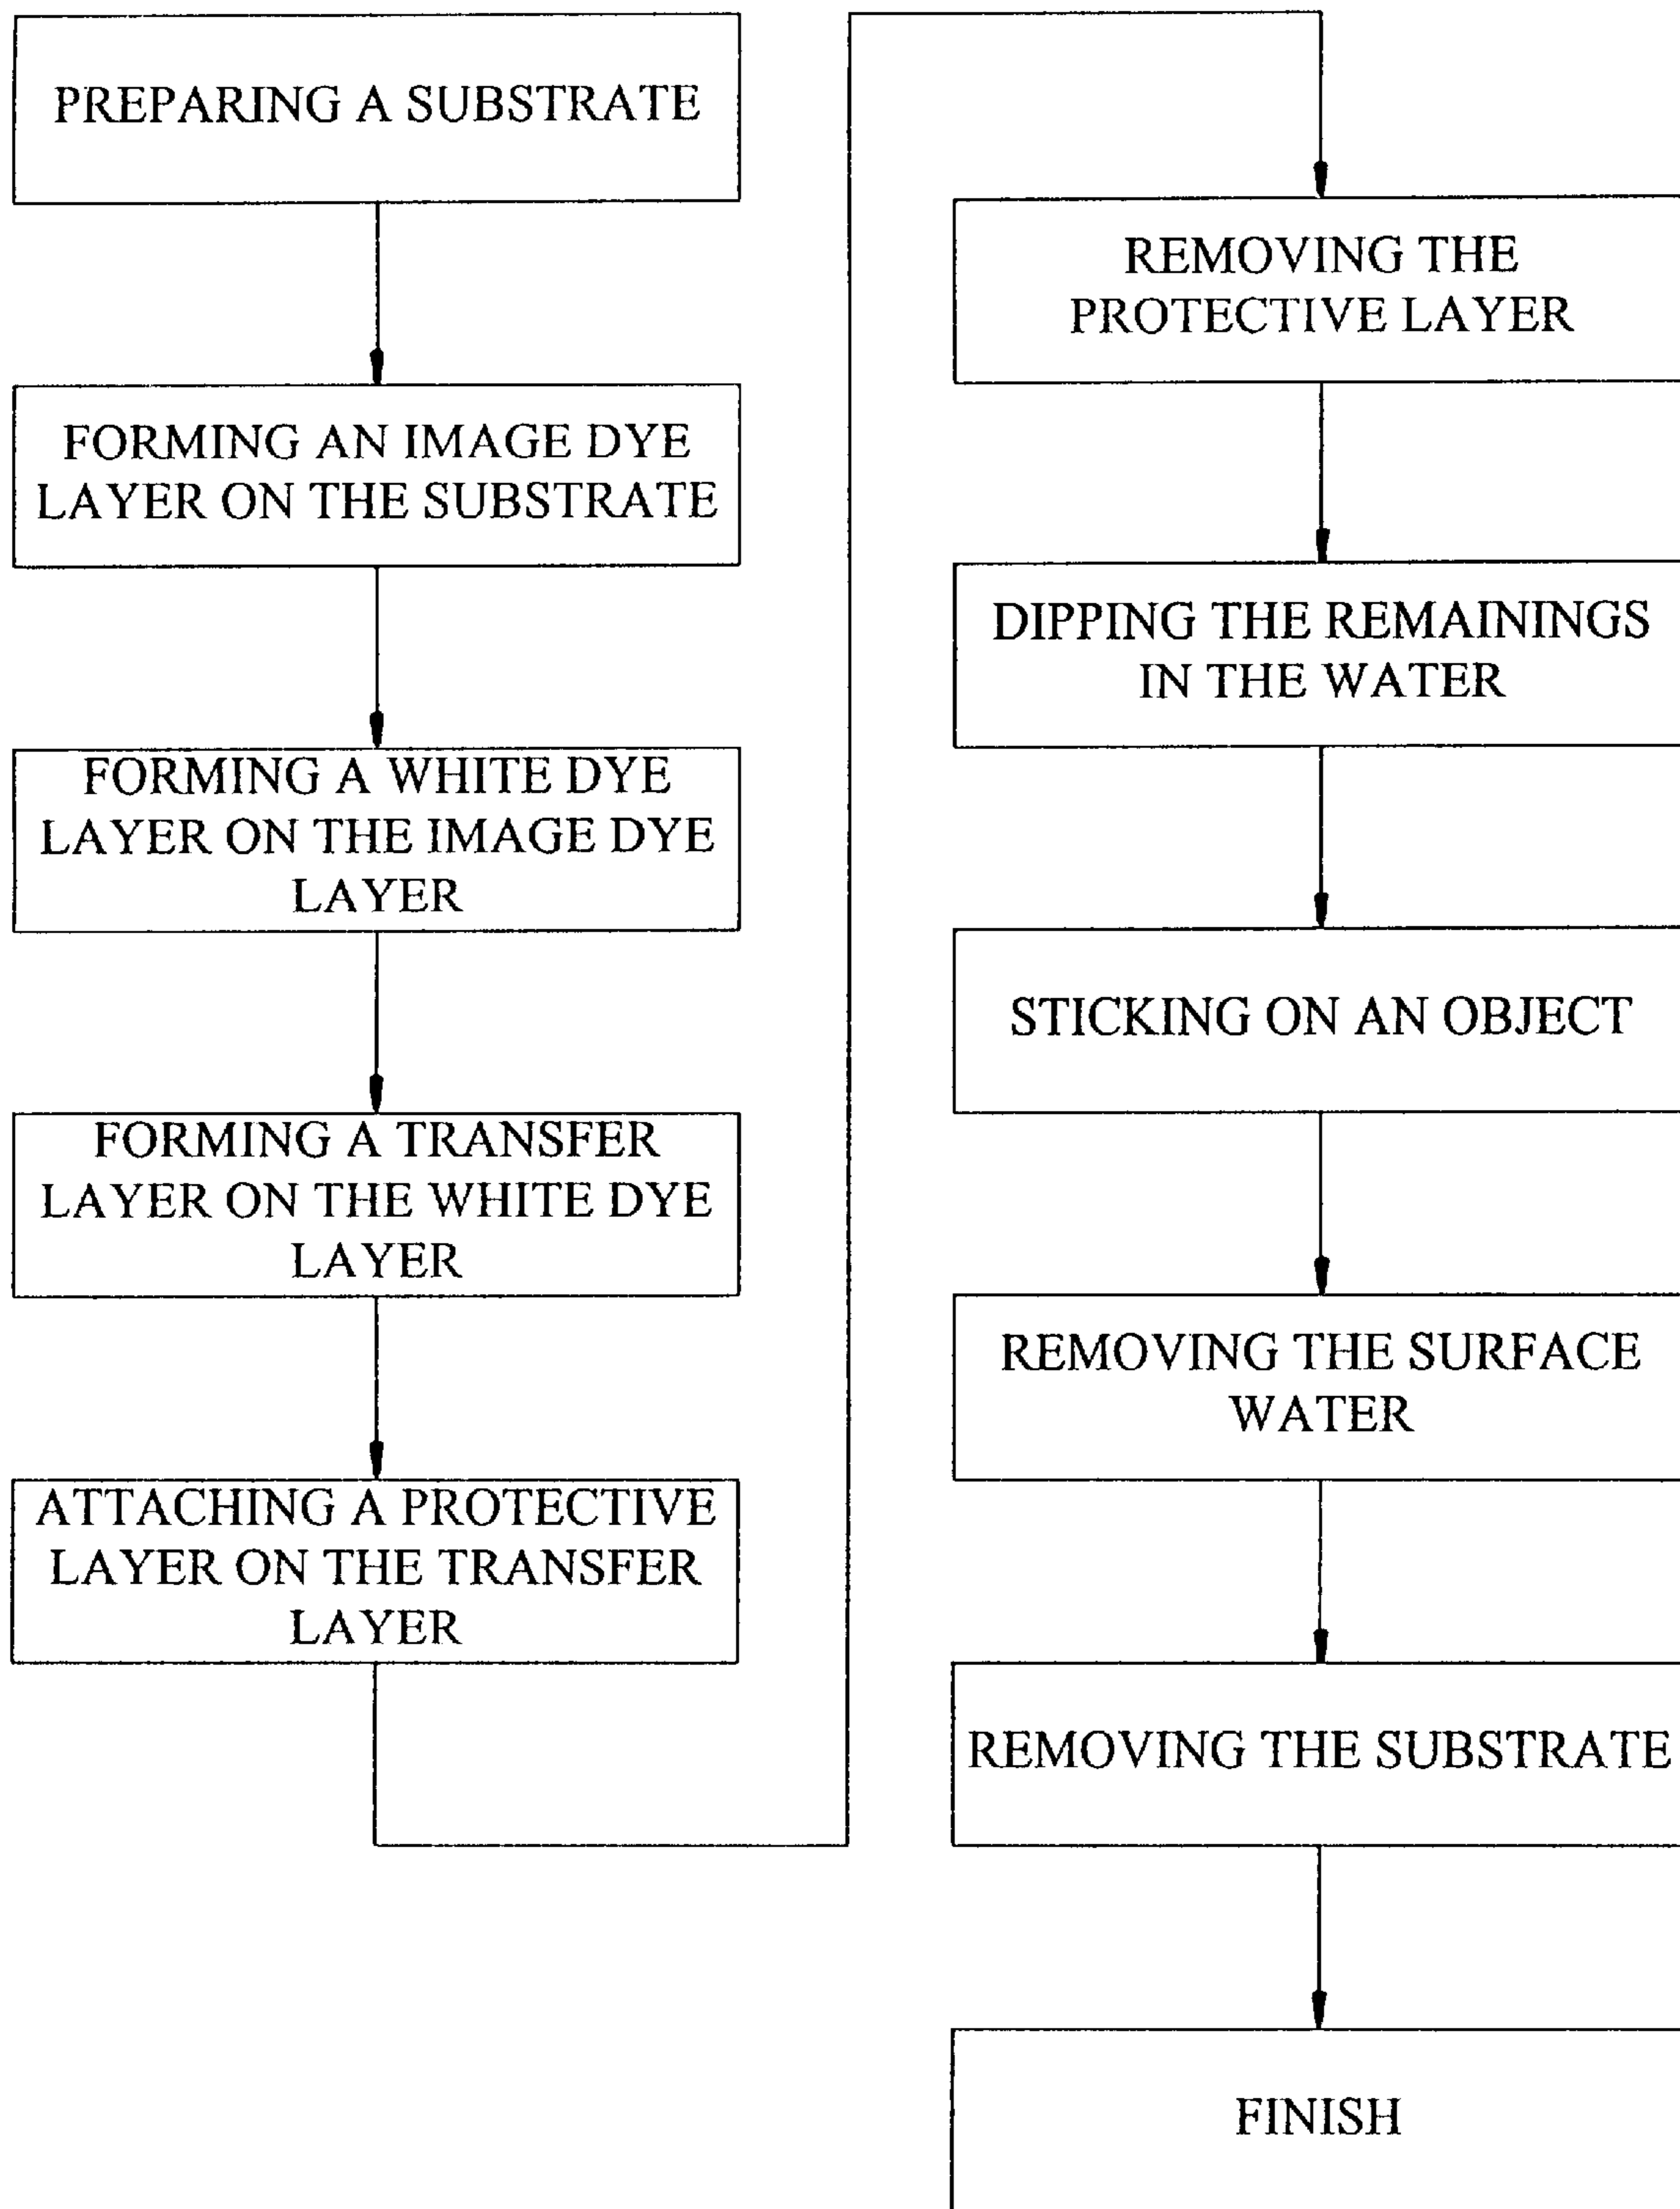 PREPARING A SUBSTRATE
FORMING AN IMAGE DYE
LAYER ON THE SUBSTRATE
FORMING A WHITE DYE
LAYER ON THE IMAGE DYE
LAYER
FORMING A TRANSFER
LAYER ON THE WHITE DYE
LAYER
ATTACHING A PROTECTIVE
LAYER ON THE TRANSFER
LAYER
REMOVING THE
PROTECTIVE LAYER
DIPPING THE REMAININGS
IN THE WATER
STICKING ON AN OBJECT
REMOVING THE SURFACE
WATER
REMOVING THE SUBSTRATE
FINISH